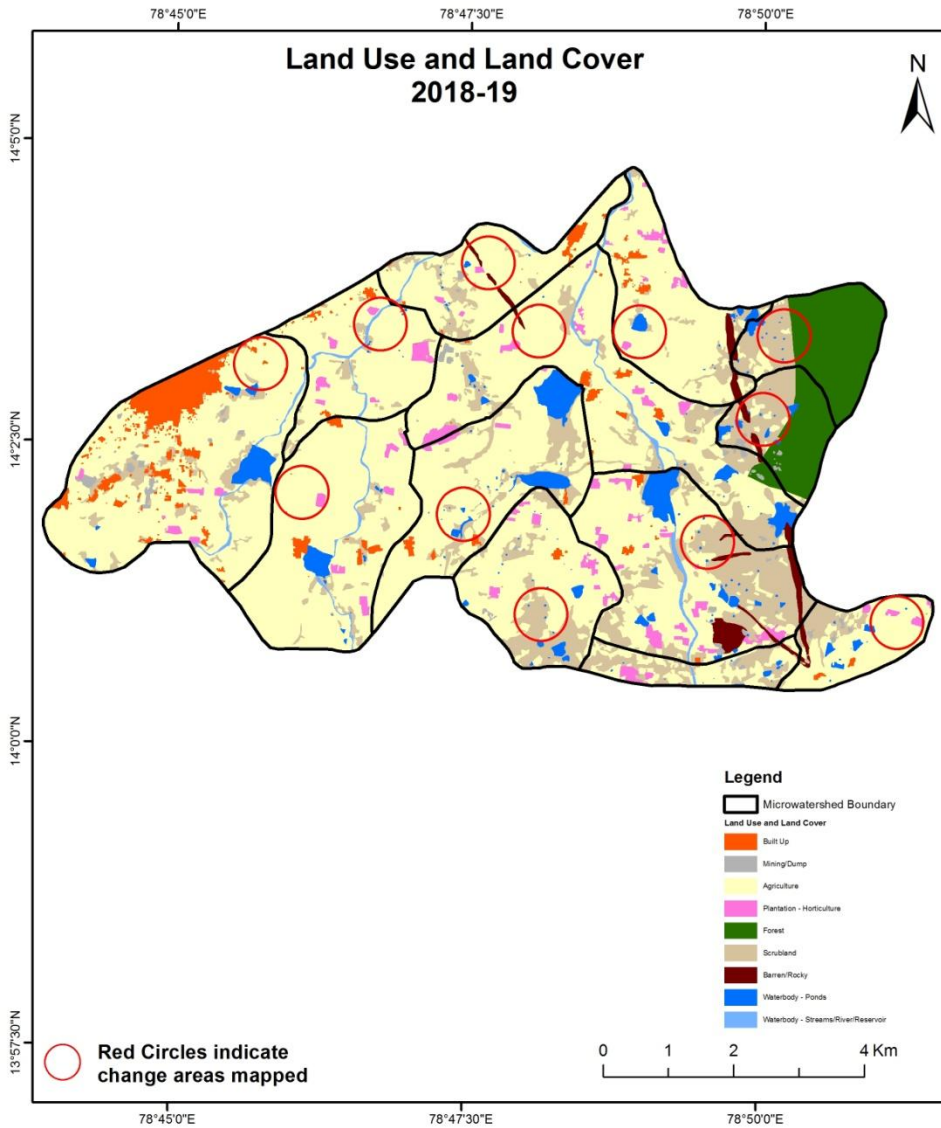 78°45'0"E 78°47'30"E 78°50'0"E
Land Use and Land Cover
2018-19
N
14°5'0"N
14°2'30"N
14°0'0"N
13°57'30"N
Legend
Microwatershed Boundary
Land Use and Land Cover
Built Up
Mining/Dump
Agriculture
Plantation - Horticulture
Forest
Scrubland
Barren/Rocky
Waterbody - Ponds
Waterbody - Streams/River/Reservoir
Red Circles indicate
change areas mapped
0 1 2 4 Km
78°45'0"E 78°47'30"E 78°50'0"E